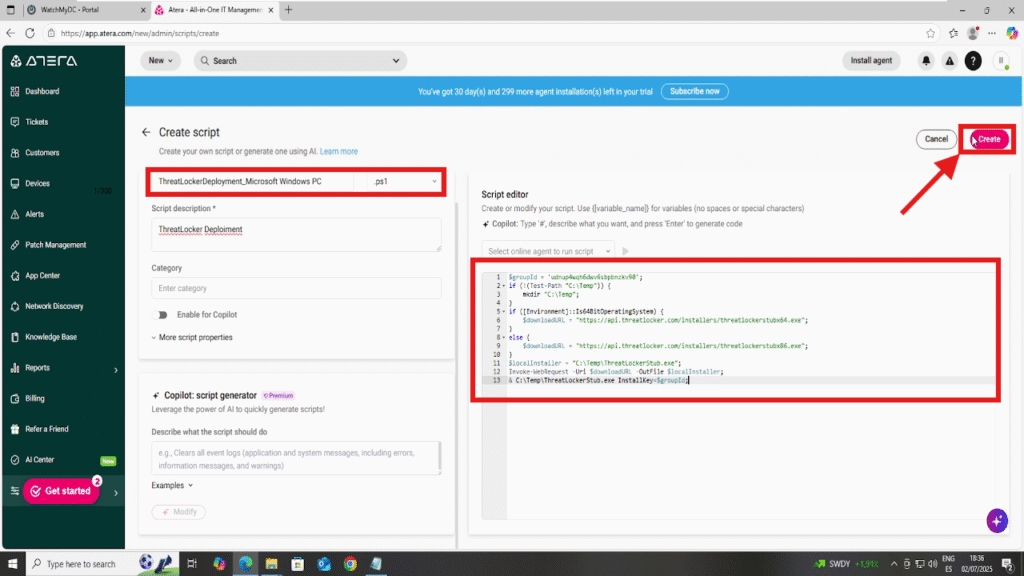 WatchMyDC - Portal
Atera - All-in-One IT Managemen
https://app.atera.com/new/admin/scripts/create
ATERA
New
Search
Install agent
You've got 30 day(s) and 299 more agent installation(s) left in your trial
Subscribe now
Dashboard
Tickets
Customers
Devices
1/300
Alerts
Patch Management
App Center
Network Discovery
Knowledge Base
Reports
Billing
Refer a Friend
AI Center
New
Get started
2
Create script
Create your own script or generate one using AI. Learn more
Cancel
Create
ThreatLockerDeployment_Microsoft Windows PC
.ps1
Script description *
ThreatLocker Deploiment
Category
Enter category
Enable for Copilot
More script properties
Copilot: script generator
Premium
Leverage the power of AI to quickly generate scripts!
Describe what the script should do
e.g., Clears all event logs (application and system messages, including errors,
information messages, and warnings)
Examples
Modify
Script editor
Create or modify your script. Use {[variable_name]} for variables (no spaces or special characters)
Copilot: Type '#', describe what you want, and press 'Enter' to generate code
Select online agent to run script
1 $groupId =
2 if (!(Test-Path "C:\Temp")) {
3 mkdir "C:\Temp";
4 }
5 if ([Environment]::Is64BitOperatingSystem) {
6 $downloadURL = "https://api.threatlocker.com/installers/threatlockerstubx64.exe";
7 }
8 else {
9 $downloadURL = "https://api.threatlocker.com/installers/threatlockerstubx86.exe";
10 }
11 $localInstaller = "C:\Temp\ThreatLockerStub.exe";
12 Invoke-WebRequest -Uri $downloadURL -OutFile $localInstaller;
13 & C:\Temp\ThreatLockerStub.exe InstallKey=$groupId;
Type here to search
SWDY +1,91%
ENG
ES
18:36
02/07/2025